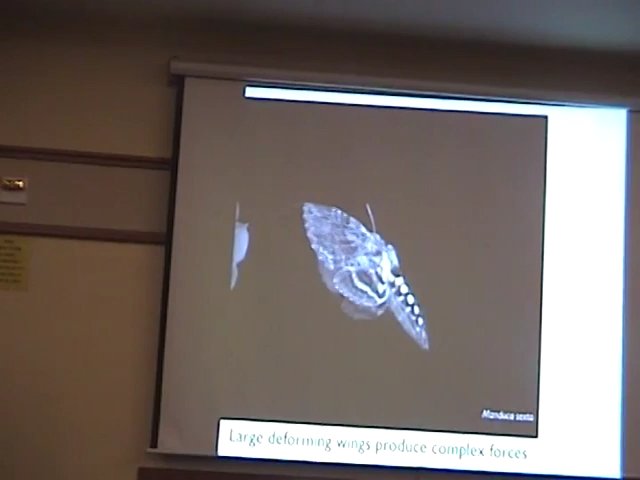 Manduca sexta
Large deforming wings produce complex forces